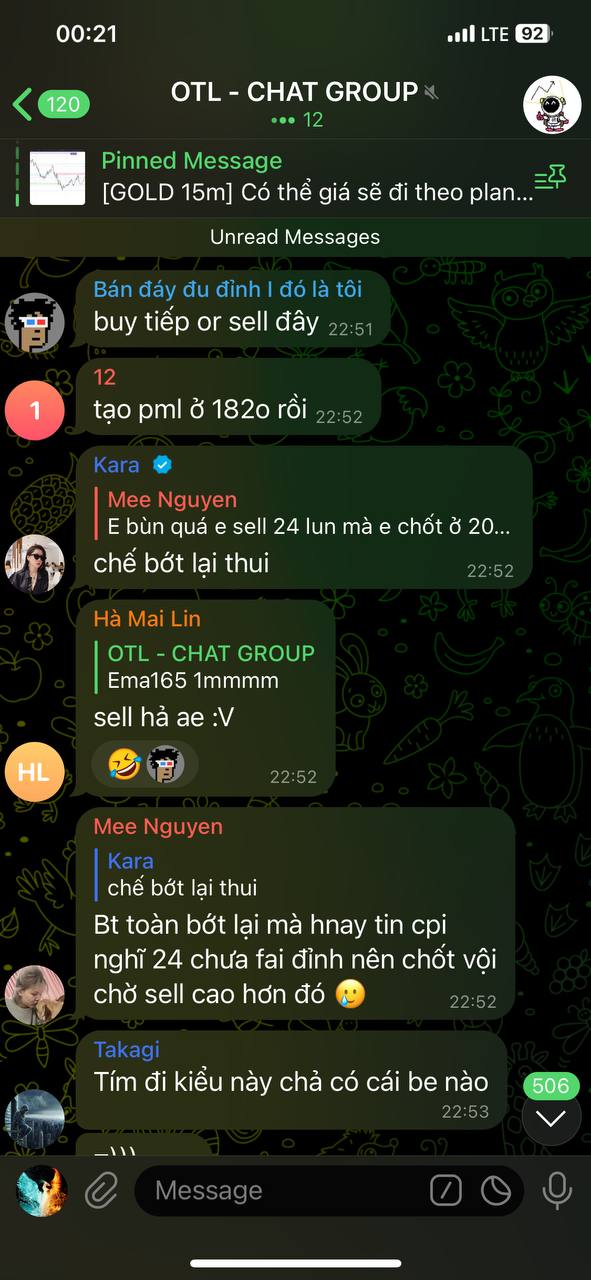 00:21
LTE 92
120
OTL - CHAT GROUP
12
Pinned Message
[GOLD 15m] Có thể giá sẽ đi theo plan...
Unread Messages
Bán đáy đu đỉnh I đó là tôi
buy tiếp or sell đây 22:51
12
1
tạo pml ở 182o rồi 22:52
Kara
Mee Nguyen
E bùn quá e sell 24 lun mà e chốt ở 20...
chế bớt lại thui
22:52
Hà Mai Lin
OTL - CHAT GROUP
Ema165 1mmmm
sell hả ae :V
HL
22:52
Mee Nguyen
Kara
chế bớt lại thui
Bt toàn bớt lại mà hnay tin cpi
nghĩ 24 chưa fai đỉnh nên chốt vội
chờ sell cao hơn đó 🥲
22:52
Takagi
Tím đi kiểu này chả có cái be nào
22:53
506
=)))
Message